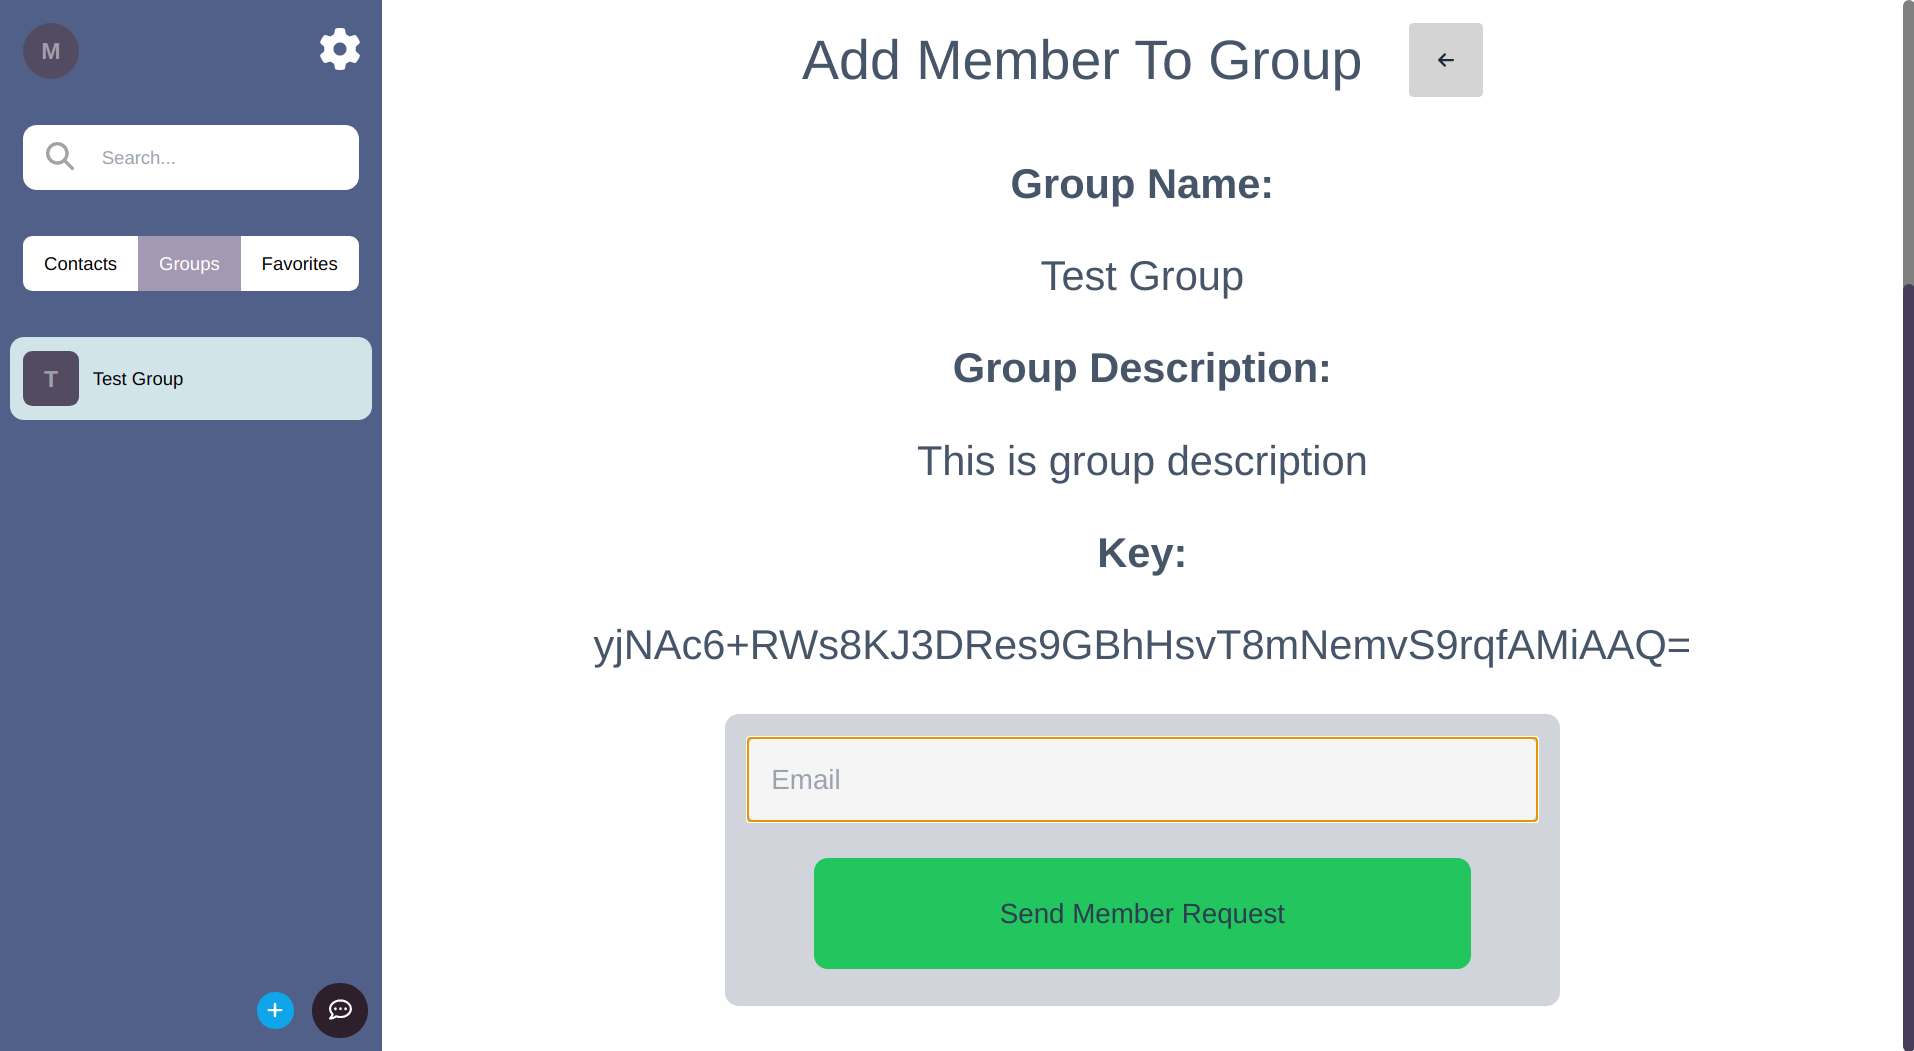 M
Search...
Contacts Groups Favorites
T Test Group
Add Member To Group
Group Name:
Test Group
Group Description:
This is group description
Key:
yjNAc6+RWs8KJ3DRes9GBhHsvT8mNemvS9rqfAMiAAQ=
Email
Send Member Request